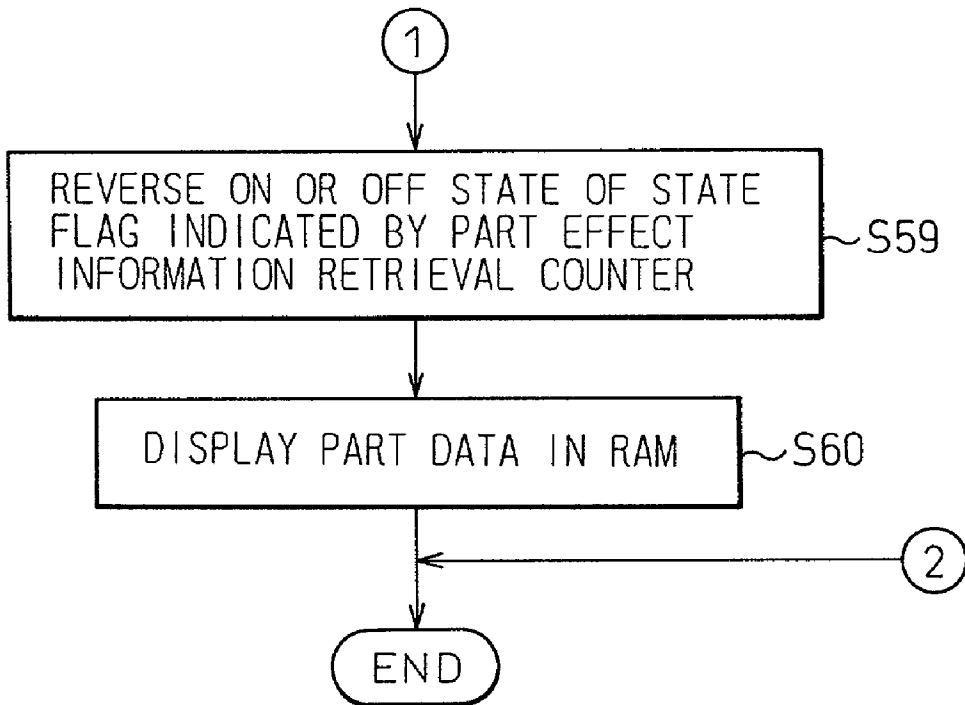 1
REVERSE ON OR OFF STATE OF STATE
FLAG INDICATED BY PART EFFECT
INFORMATION RETRIEVAL COUNTER
S59
DISPLAY PART DATA IN RAM
S60
2
END